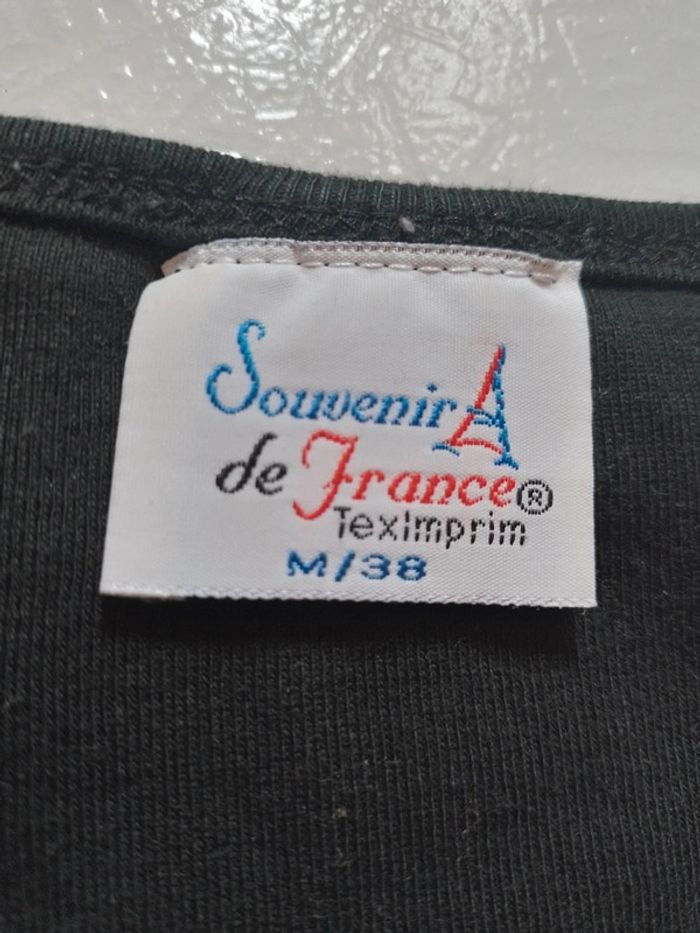 Souvenir
de France®
TexImprim
M/38